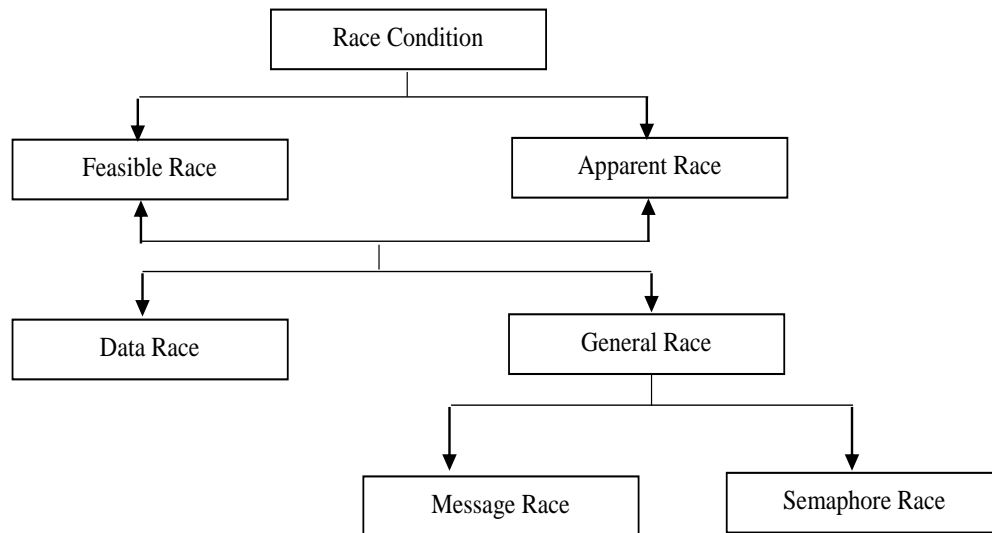 Race Condition
Feasible Race
Apparent Race
Data Race
General Race
Message Race
Semaphore Race